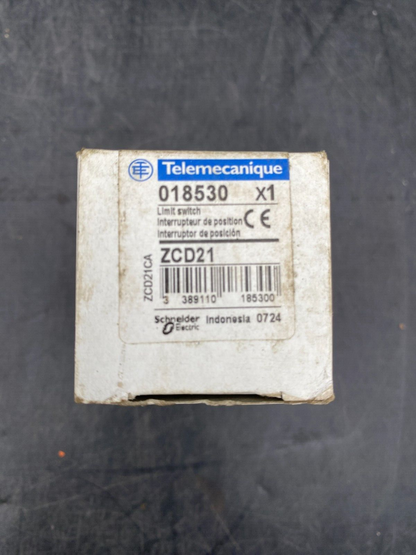 Telemecanique
018530 X1
Limit switch
Interrupteur de position
Interruptor de posición
CE
ZCD21
ZCD21CA
3 389110 185300
Schneider Electric Indonesia 0724